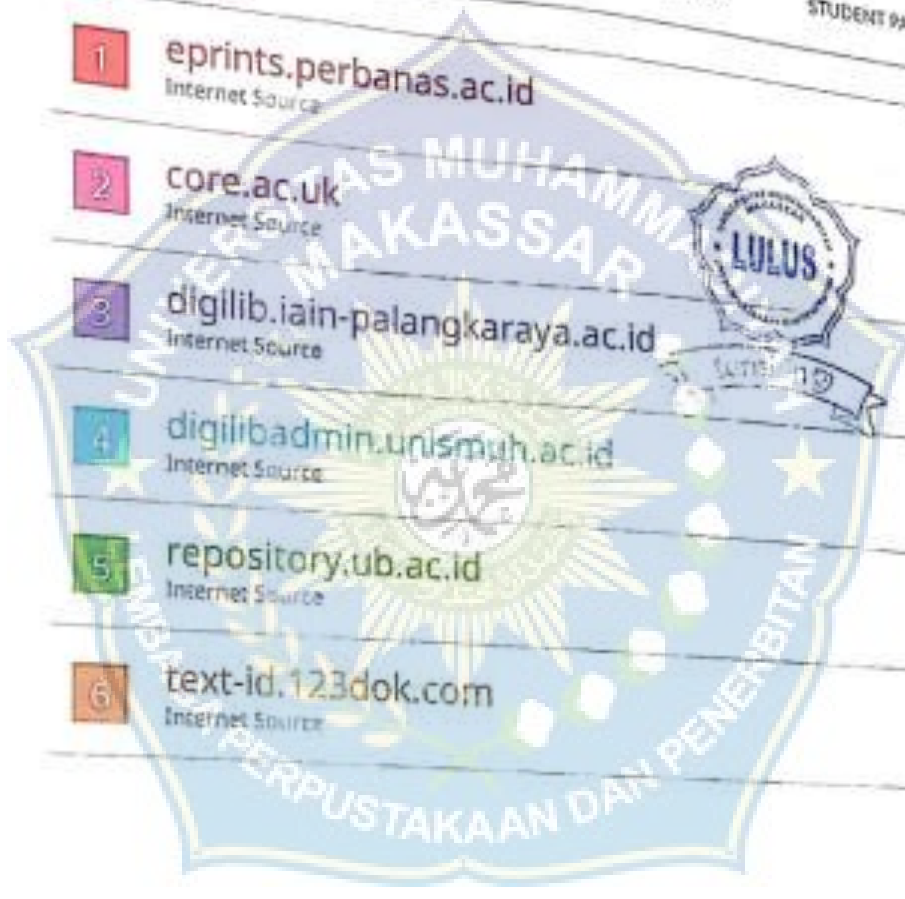 STUDENT PA
1 eprints.perbanas.ac.id
Internet Source
2 core.ac.uk
Internet Source
3 digilib.iain-palangkaraya.ac.id
Internet Source
4 digilibadmin.unismuh.ac.id
Internet Source
5 repository.ub.ac.id
Internet Source
6 text-id.123dok.com
Internet Source
UNIVERSITAS MUHAMMADIYAH
MAKASSAR
LULUS
turnitin
محمد
PERPUSTAKAAN DAN PENERBITAN